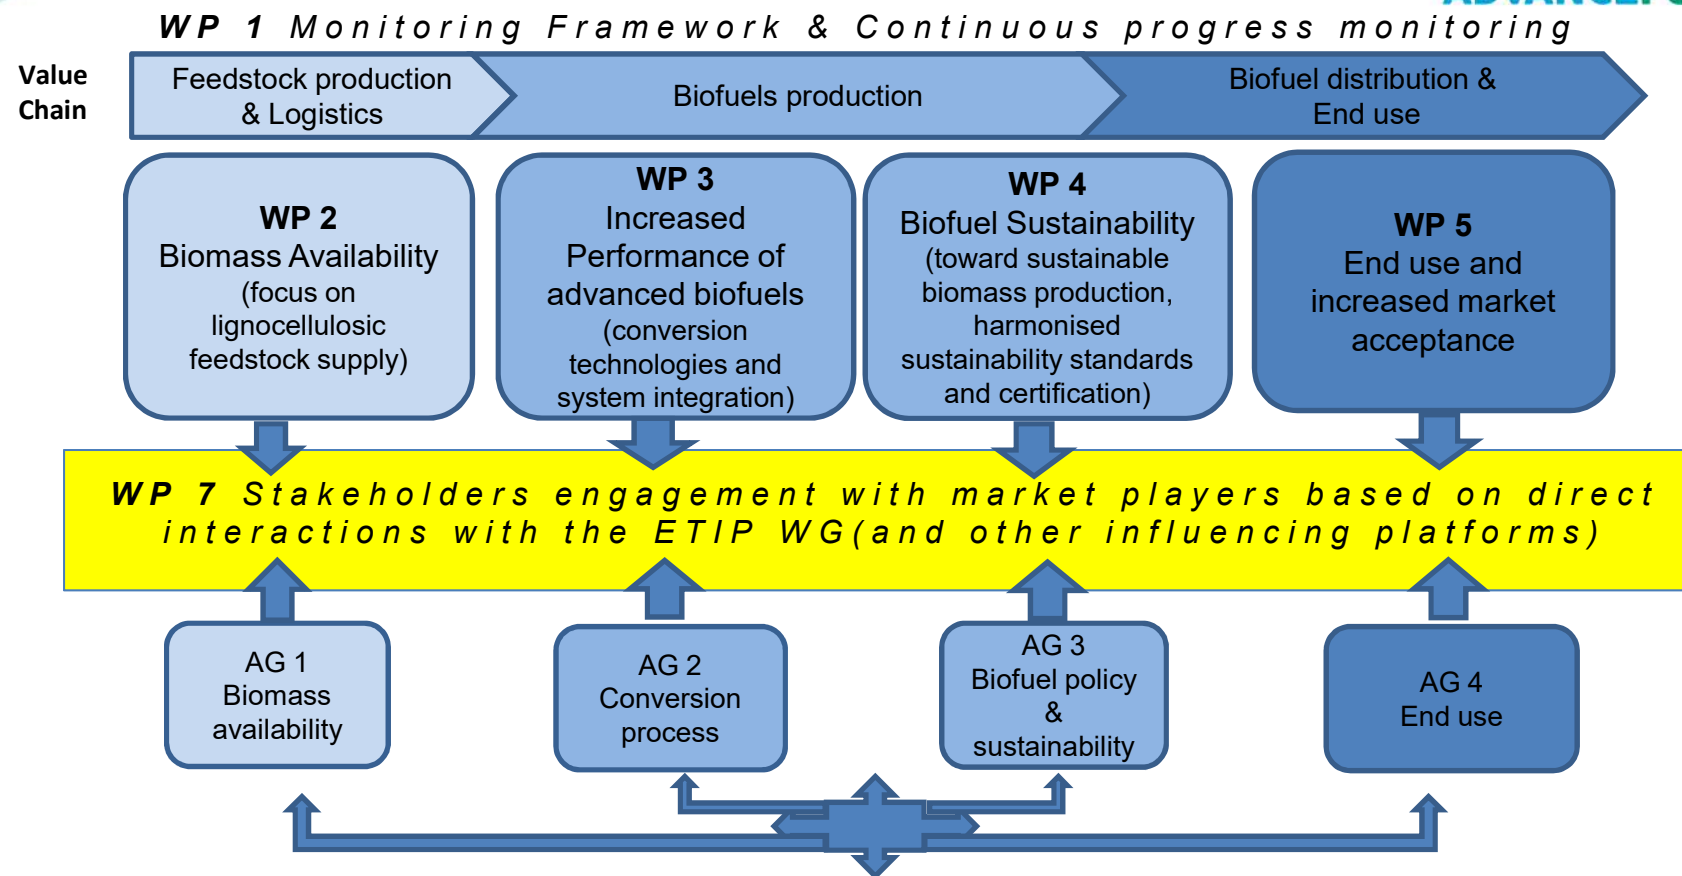 WP 1 Monitoring Framework & Continuous progress monitoring
Value
Chain
Feedstock production
& Logistics
Biofuels production
Biofuel distribution &
End use
WP 2
Biomass Availability
(focus on
lignocellulosic
feedstock supply)
WP 3
Increased
Performance of
advanced biofuels
(conversion
technologies and
system integration)
WP 4
Biofuel Sustainability
(toward sustainable
biomass production,
harmonised
sustainability standards
and certification)
WP 5
End use and
increased market
acceptance
WP 7 Stakeholders engagement with market players based on direct
interactions with the ETIP WG(and other influencing platforms)
AG 1
Biomass
availability
AG 2
Conversion
process
AG 3
Biofuel policy
&
sustainability
AG 4
End use